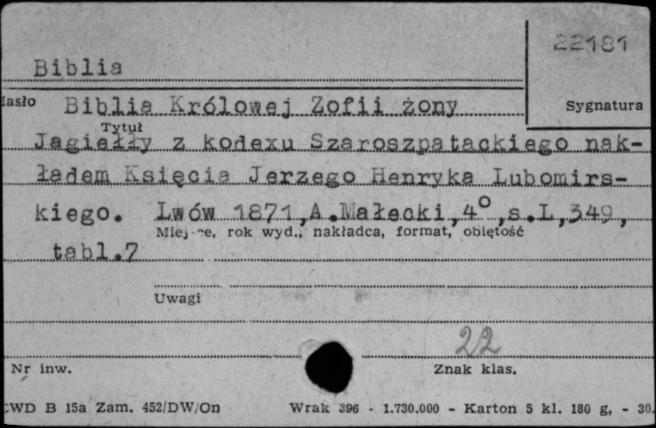 22181
Biblia
Hasło Biblia Królowej Zofii żony Sygnatura
Tytuł
Jagiełły z kodexu Szaroszpatackiego nak-
ładem Księcia Jerzego Henryka Lubomirs-
kiego. Lwów 1871,A.Małecki,4°,s.L,349,
Miejsce, rok wyd., nakładca, format, objętość
tabl.7
Uwagi
22
Nr inw. Znak klas.
CWD B 15a Zam. 452/DW/On Wrak 396 - 1.730.000 - Karton 5 kl. 180 g, - 30.